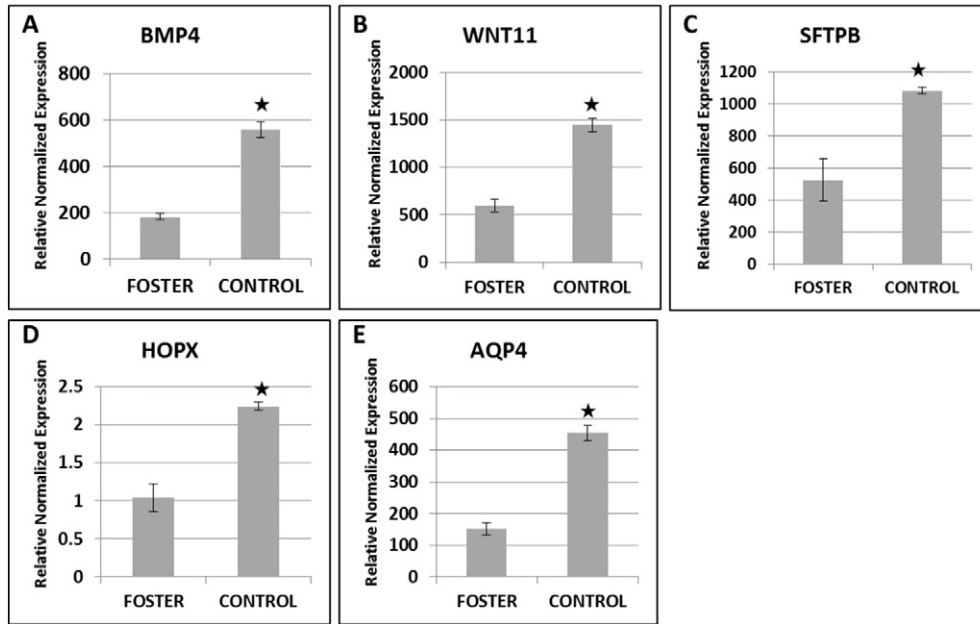 A
BMP4
Relative Normalized Expression
800
600
400
200
0
FOSTER CONTROL
B
WNT11
Relative Normalized Expression
2000
1500
1000
500
0
FOSTER CONTROL
C
SFTPB
Relative Normalized Expression
1200
1000
800
600
400
200
0
FOSTER CONTROL
D
HOPX
Relative Normalized Expression
2.5
2
1.5
1
0.5
0
FOSTER CONTROL
E
AQP4
Relative Normalized Expression
600
500
400
300
200
100
0
FOSTER CONTROL